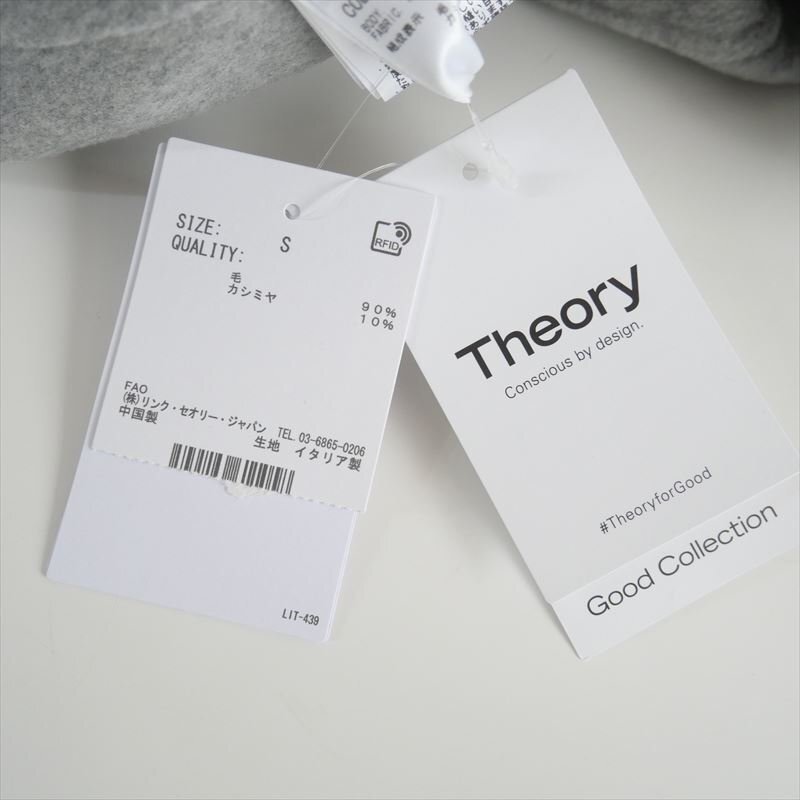 BODY
FABRIC
SIZE: S
QUALITY:
毛 90%
カシミヤ 10%
RFID
FAO
(株)リンク・セオリー・ジャパン TEL.03-6865-0206
中国製 生地 イタリア製
LIT-439
Theory
Conscious by design.
#TheoryforGood
Good Collection